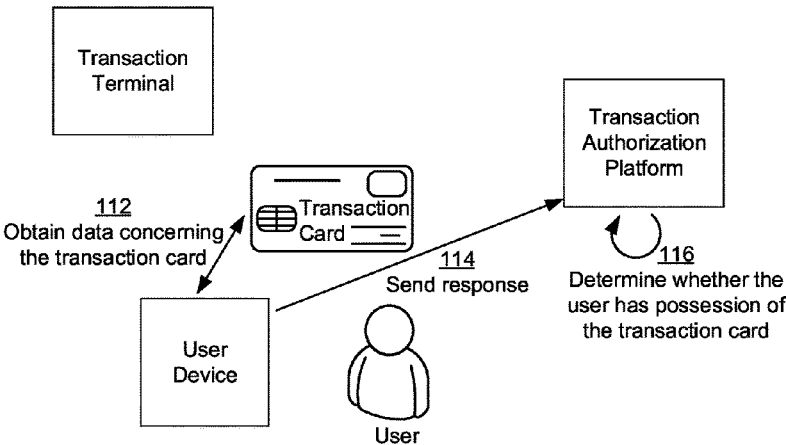 Transaction
Terminal
Transaction
Authorization
Platform
Transaction
Card
112
Obtain data concerning
the transaction card
114
Send response
116
Determine whether the
user has possession of
the transaction card
User
Device
User